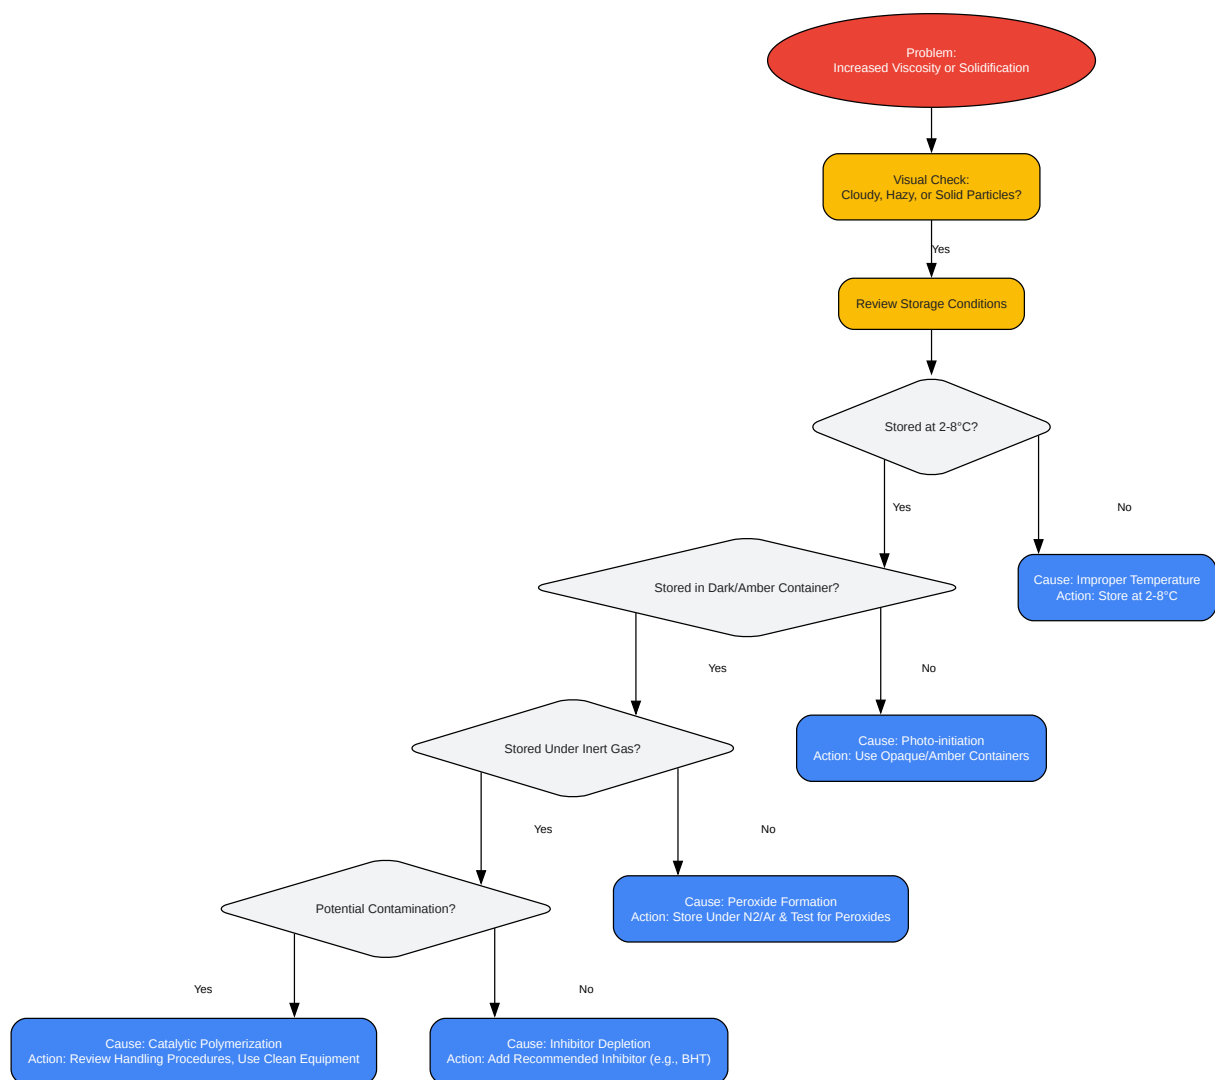 Problem:
Increased Viscosity or Solidification
Visual Check:
Cloudy, Hazy, or Solid Particles?
Yes
Review Storage Conditions
Stored at 2-8°C?
Yes
No
Cause: Improper Temperature
Action: Store at 2-8°C
Stored in Dark/Amber Container?
Yes
No
Cause: Photo-initiation
Action: Use Opaque/Amber Containers
Stored Under Inert Gas?
Yes
No
Cause: Peroxide Formation
Action: Store Under N2/Ar & Test for Peroxides
Potential Contamination?
Yes
No
Cause: Catalytic Polymerization
Action: Review Handling Procedures, Use Clean Equipment
Cause: Inhibitor Depletion
Action: Add Recommended Inhibitor (e.g., BHT)